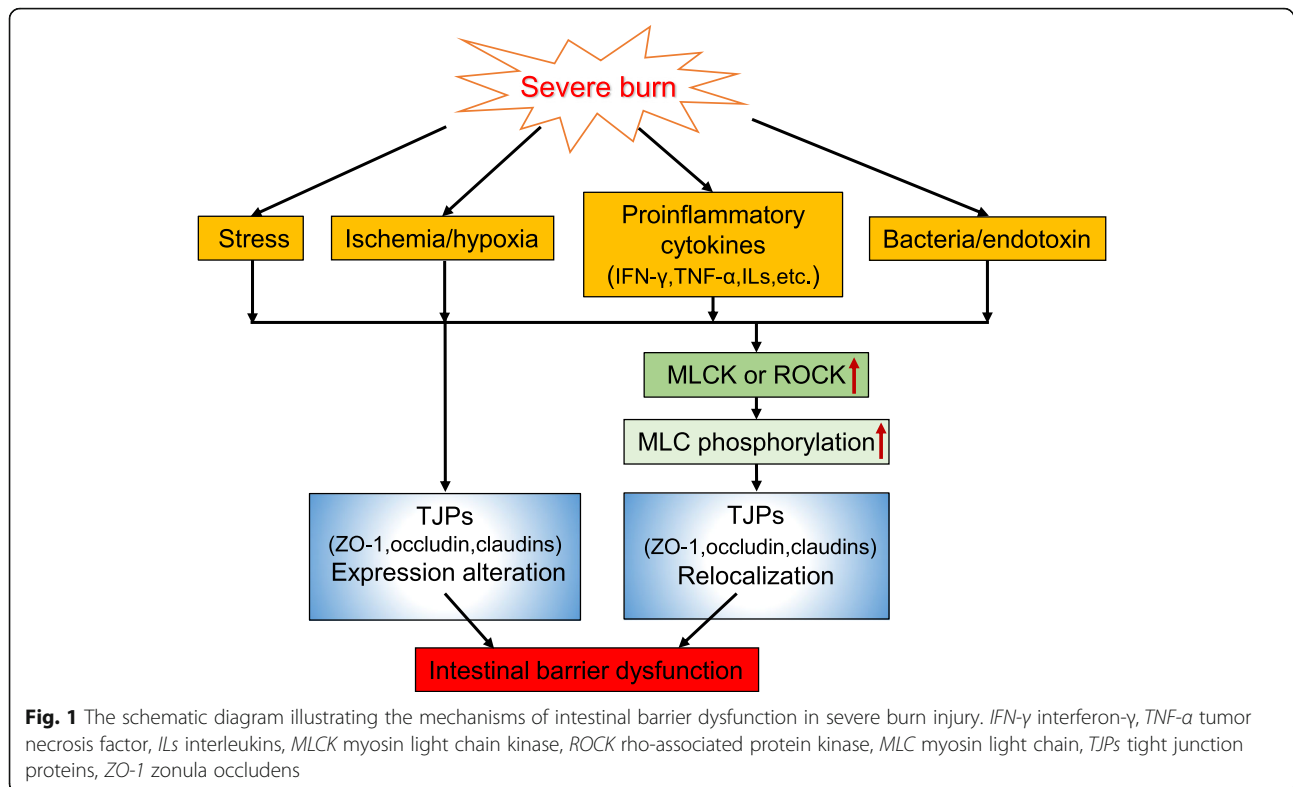 Severe burn
Stress
Ischemia/hypoxia
Proinflammatory
cytokines
(IFN-γ,TNF-α,ILs,etc.)
Bacteria/endotoxin
MLCK or ROCK
MLC phosphorylation
TJPs
(ZO-1,occludin,claudins)
Expression alteration
TJPs
(ZO-1,occludin,claudins)
Relocalization
Intestinal barrier dysfunction
Fig. 1 The schematic diagram illustrating the mechanisms of intestinal barrier dysfunction in severe burn injury. IFN-γ interferon-γ, TNF-α tumor
necrosis factor, ILs interleukins, MLCK myosin light chain kinase, ROCK rho-associated protein kinase, MLC myosin light chain, TJPs tight junction
proteins, ZO-1 zonula occludens